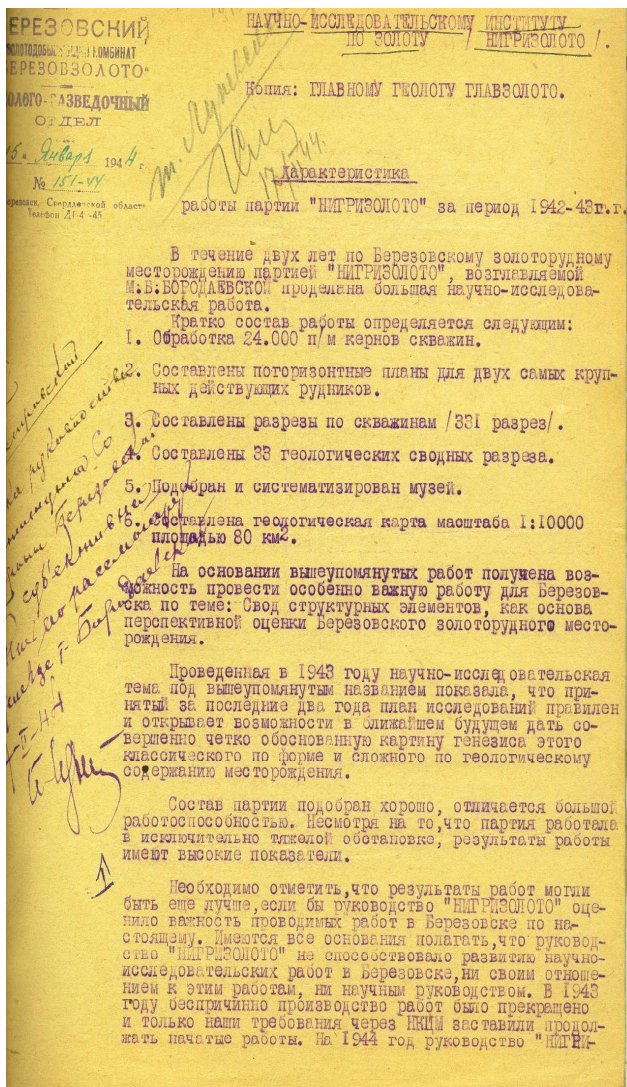 БЕРЕЗОВСКИЙ
ЗОЛОТОДОБЫВАЮЩИЙ КОМБИНАТ
"БЕРЕЗОВЗОЛОТО"
ГЕОЛОГО-РАЗВЕДОЧНЫЙ
ОТДЕЛ
15 " Января 1944 г.
№ 151-44
Березовск, Свердловской области
Телефон Д1-4-45
НАУЧНО-ИССЛЕДОВАТЕЛЬСКОМУ ИНСТИТУТУ
ПО ЗОЛОТУ / НИГРИЗОЛОТО /.
Копия: ГЛАВНОМУ ГЕОЛОГУ ГЛАВЗОЛОТО.
Характеристика
работы партии "НИГРИЗОЛОТО" за период 1942-43г.г.
В течение двух лет по Березовскому золоторудному
месторождению партией "НИГРИЗОЛОТО", возглавляемой
М.Б.БОРОДАЕВСКОЙ проделана большая научно-исследова-
тельская работа.
Кратко состав работы определяется следующим:
1. Обработка 24.000 п/м кернов скважин.
2. Составлены погоризонтные планы для двух самых круп-
ных действующих рудников.
3. Составлены разрезы по скважинам /331 разрез/.
4. Составлены 33 геологических сводных разреза.
5. Подобран и систематизирован музей.
6. Составлена геологическая карта масштаба 1:10000
площадью 80 км2.
На основании вышеупомянутых работ получена воз-
можность провести особенно важную работу для Березов-
ска по теме: Свод структурных элементов, как основа
перспективной оценки Березовского золоторудного место-
рождения.
Проведенная в 1943 году научно-исследовательская
тема под вышеупомянутым названием показала, что при-
нятый за последние два года план исследований правилен
и открывает возможности в ближайшем будущем дать со-
вершенно четко обоснованную картину генезиса этого
классического по форме и сложного по геологическому
содержанию месторождения.
Состав партии подобран хорошо, отличается большой
работоспособностью. Несмотря на то,что партия работала
в исключительно тяжелой обстановке, результаты работы
имеют высокие показатели.
Необходимо отметить,что результаты работ могли
быть еще лучше,если бы руководство "НИГРИЗОЛОТО" оце-
нило важность проводимых работ в Березовске по на-
стоящему. Имеются все основания полагать,что руковод-
ство "НИГРИЗОЛОТО" не способствовало развитию научно-
исследовательских работ в Березовске,ни своим отноше-
нием к этим работам, ни научным руководством. В 1943
году беспричинно производство работ было прекращено
и только наши требования через НКЦМ заставили продол-
жать начатые работы. На 1944 год руководство "НИГРИ-